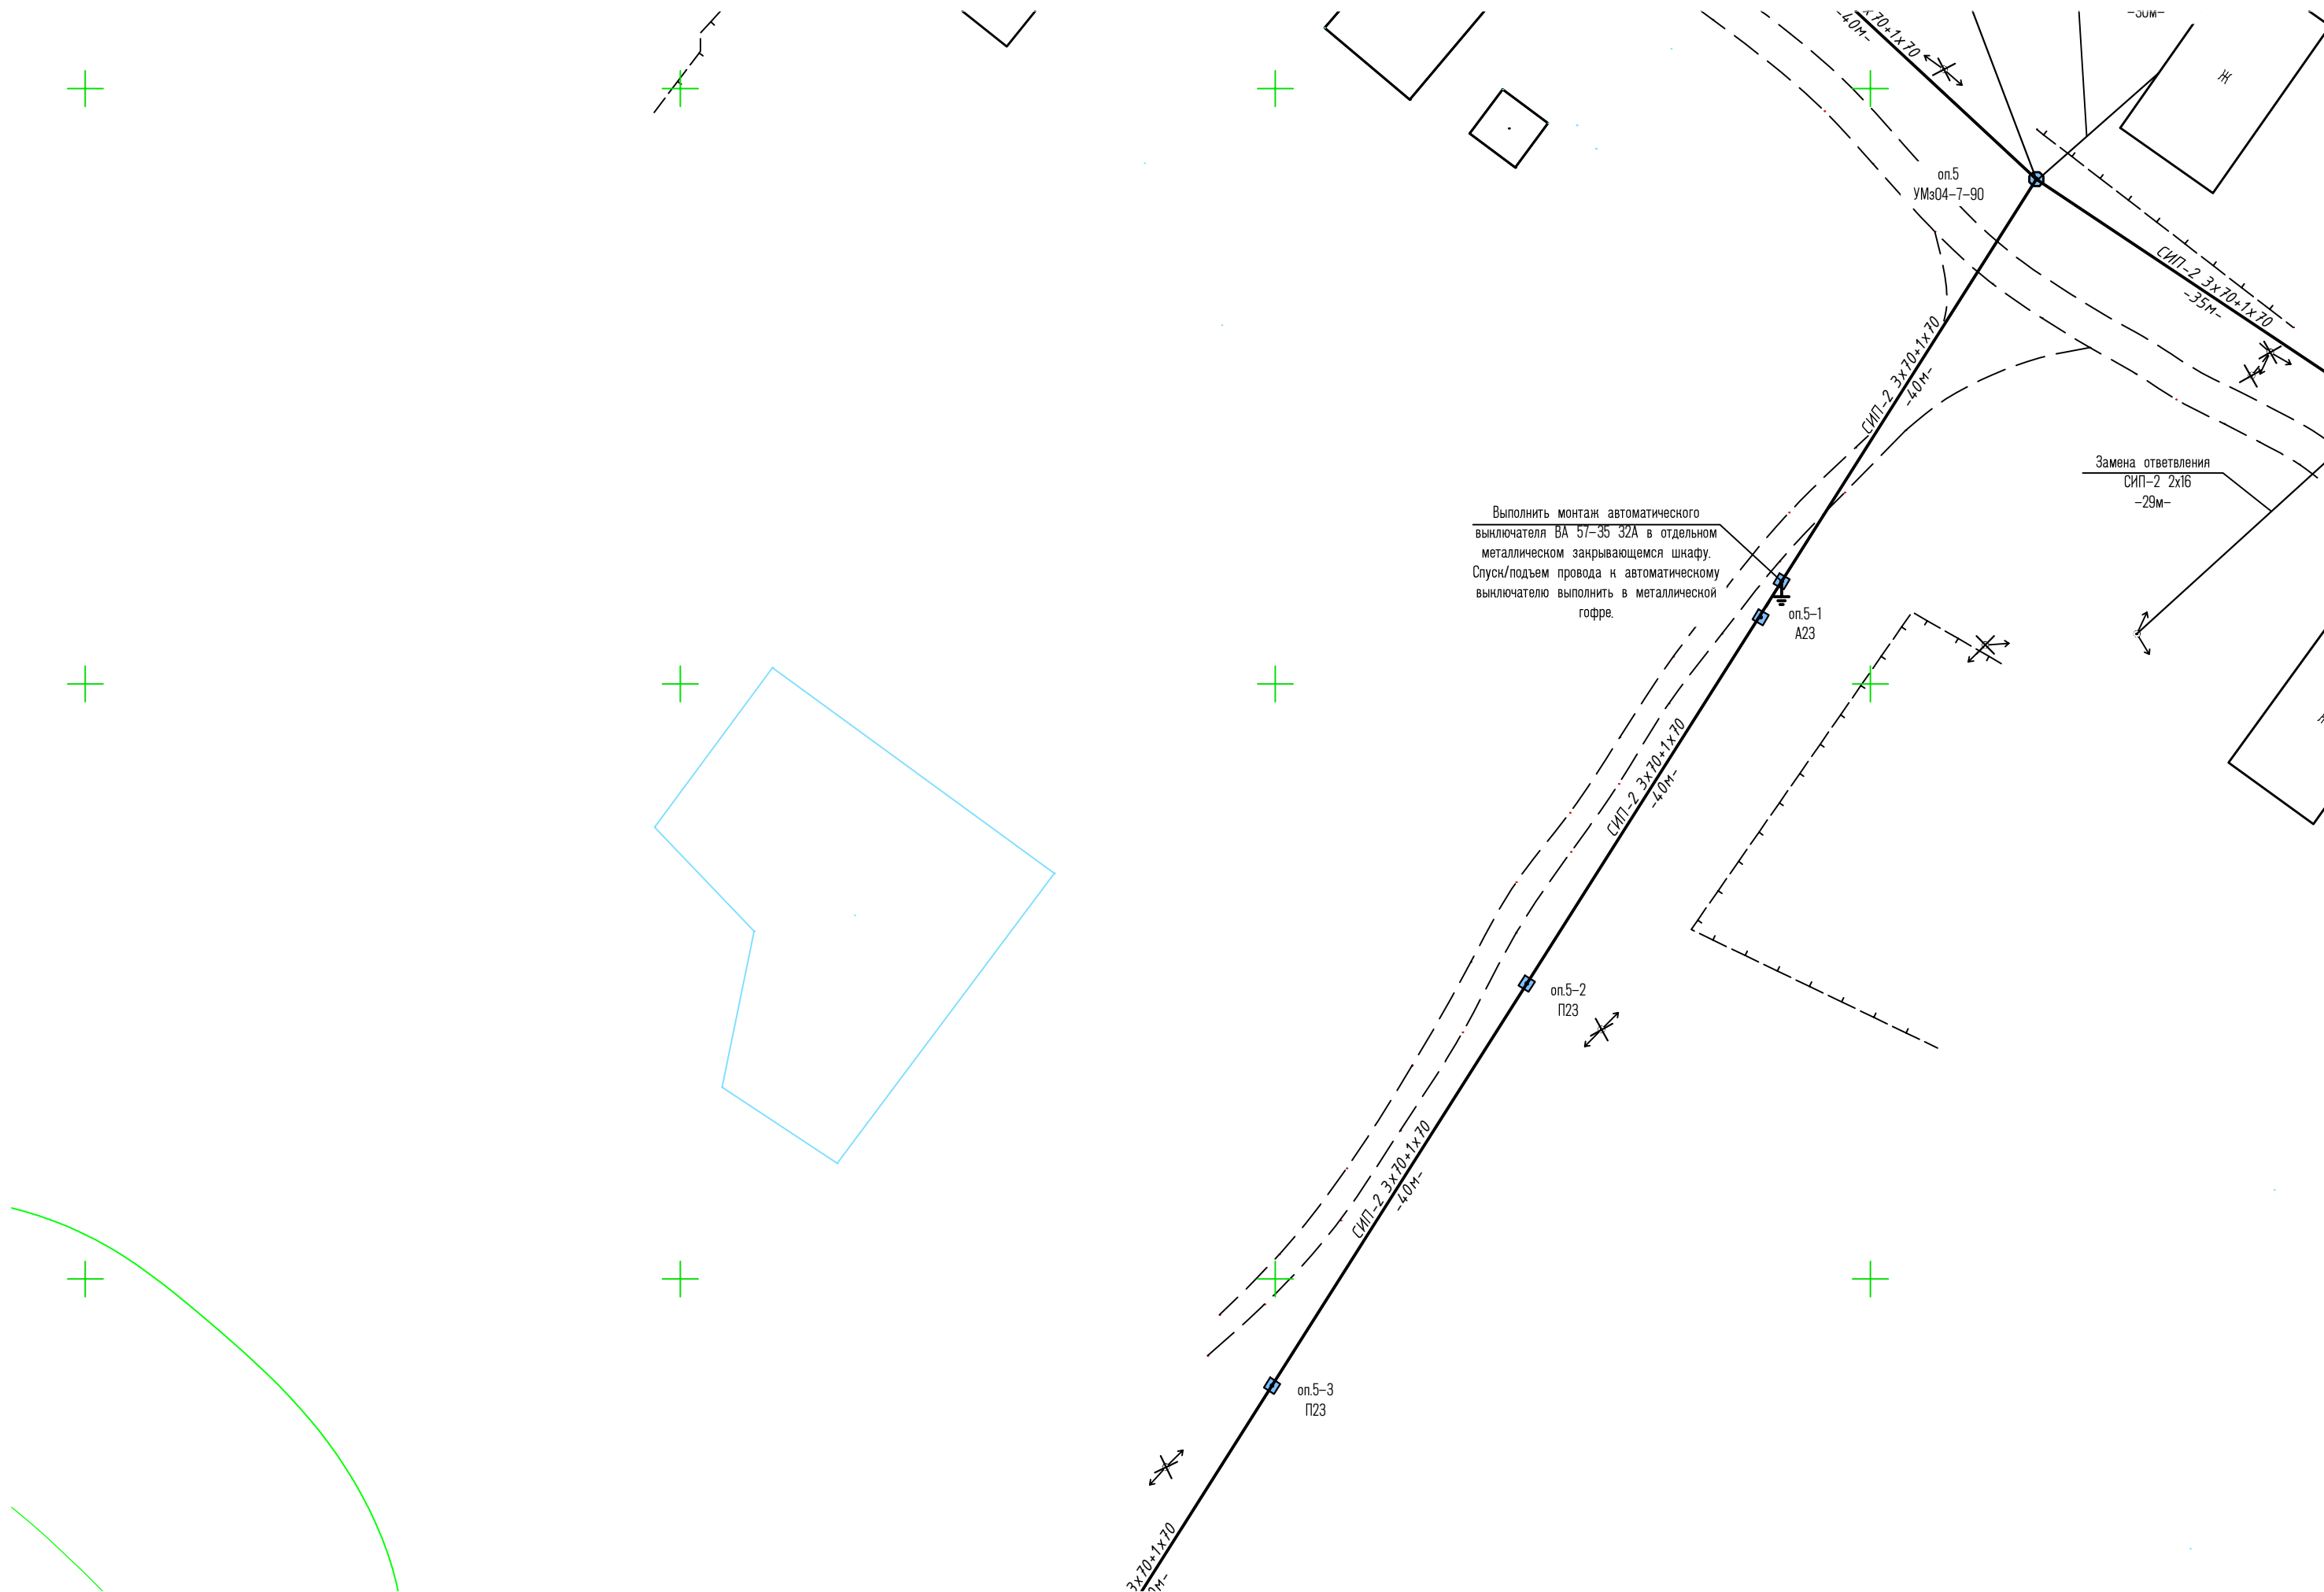 -40м-
Ж
оп.5
УМз04-7-90
СИП-2 3х70+1х70
-35м-
СИП-2 3х70+1х70
-40м-
Замена ответвления
СИП-2 2х16
-29м-
Выполнить монтаж автоматического
выключателя ВА 57-35 32А в отдельном
металлическом закрывающемся шкафу.
Спуск/подъем провода к автоматическому
выключателю выполнить в металлической
гофре.
оп.5-1
А23
СИП-2 3х70+1х70
-40м-
оп.5-2
П23
СИП-2 3х70+1х70
-40м-
оп.5-3
П23
3х70+1х70